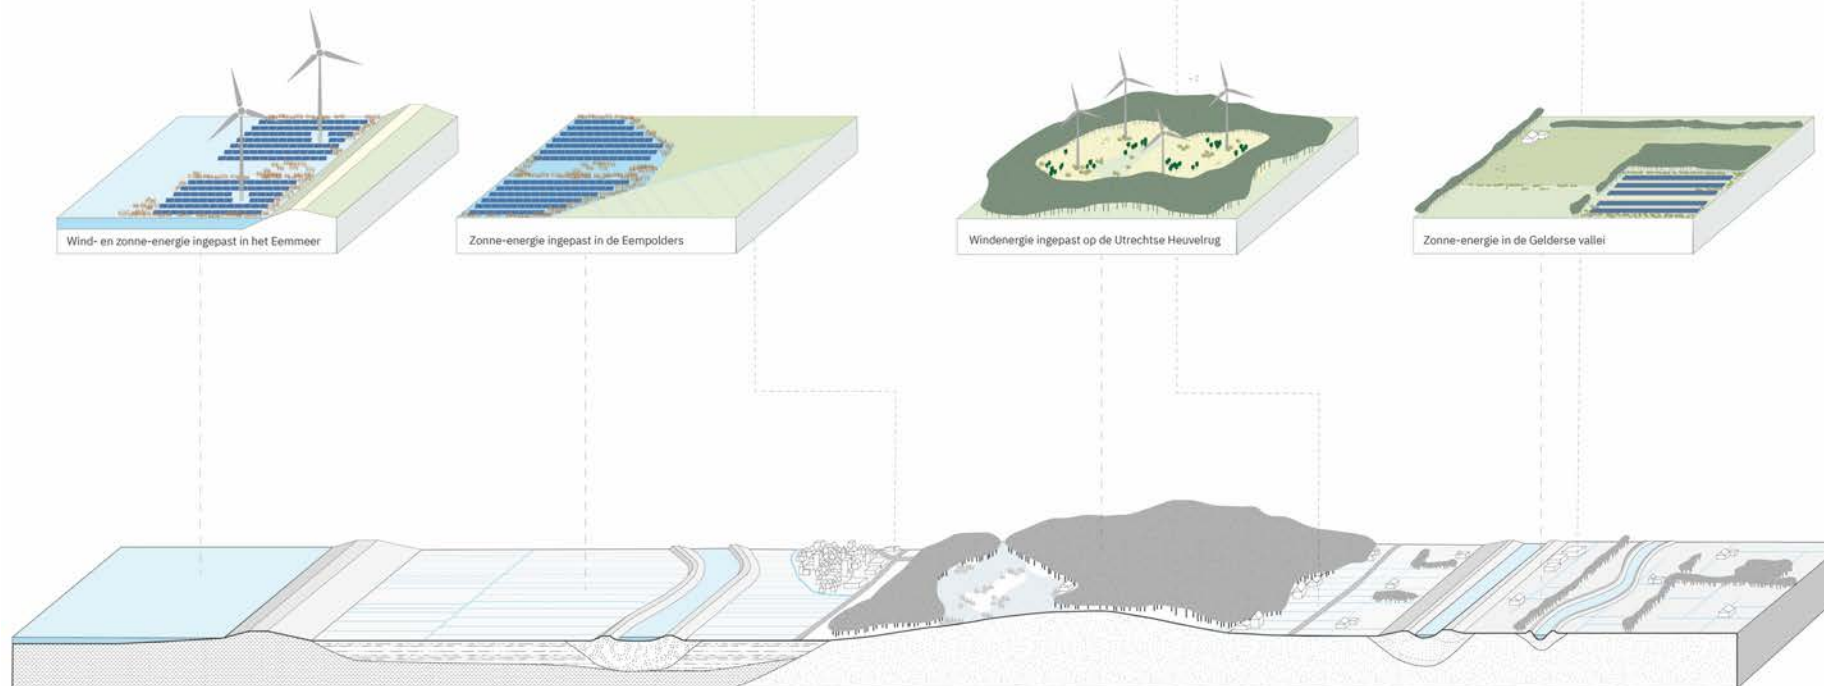 Wind- en zonne-energie ingepast in het Eemmeer
Zonne-energie ingepast in de Eempolders
Windenergie ingepast op de Utrechtse Heuvelrug
Zonne-energie in de Gelderse vallei